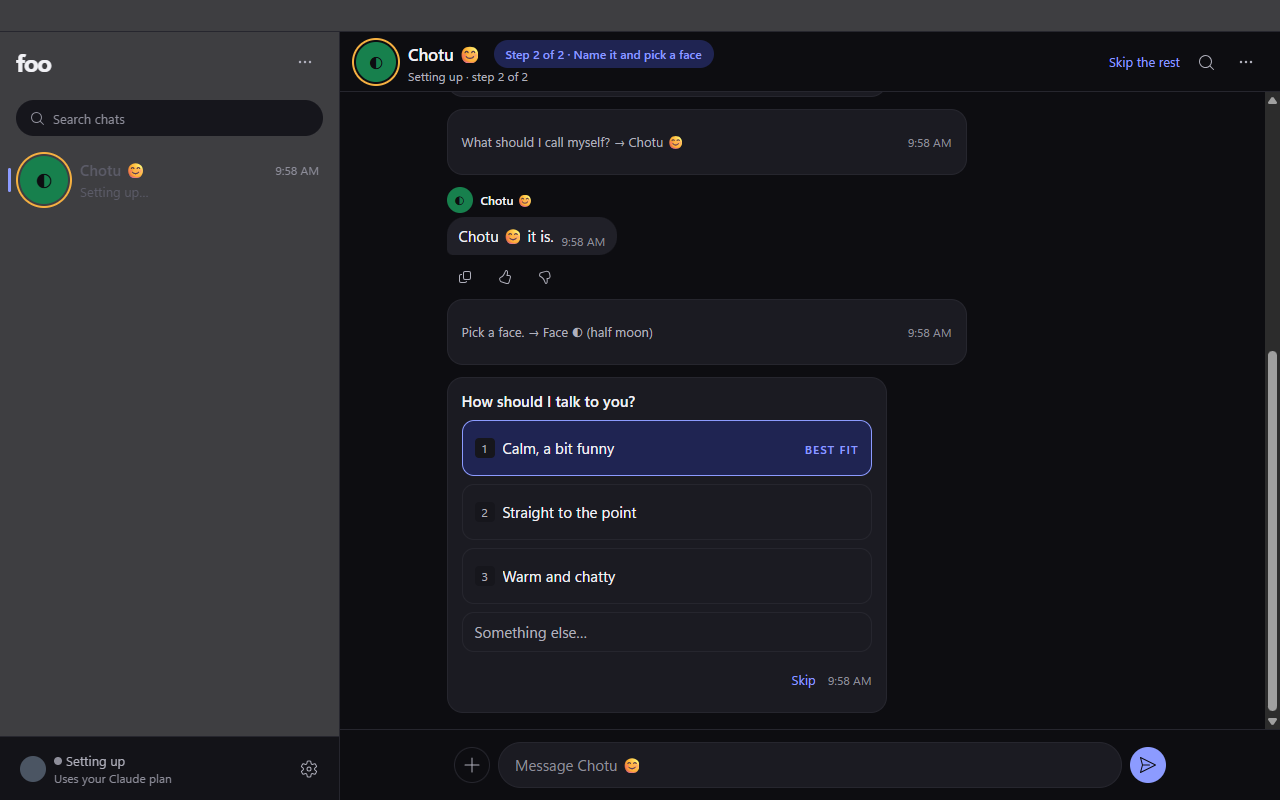 foo
Search chats
Chotu 😊 9:58 AM
Setting up...
Setting up
Uses your Claude plan
Chotu 😊 Step 2 of 2 · Name it and pick a face
Setting up · step 2 of 2
Skip the rest
What should I call myself? → Chotu 😊 9:58 AM
Chotu 😊
Chotu 😊 it is. 9:58 AM
Pick a face. → Face ◐ (half moon) 9:58 AM
How should I talk to you?
1 Calm, a bit funny BEST FIT
2 Straight to the point
3 Warm and chatty
Something else...
Skip 9:58 AM
Message Chotu 😊